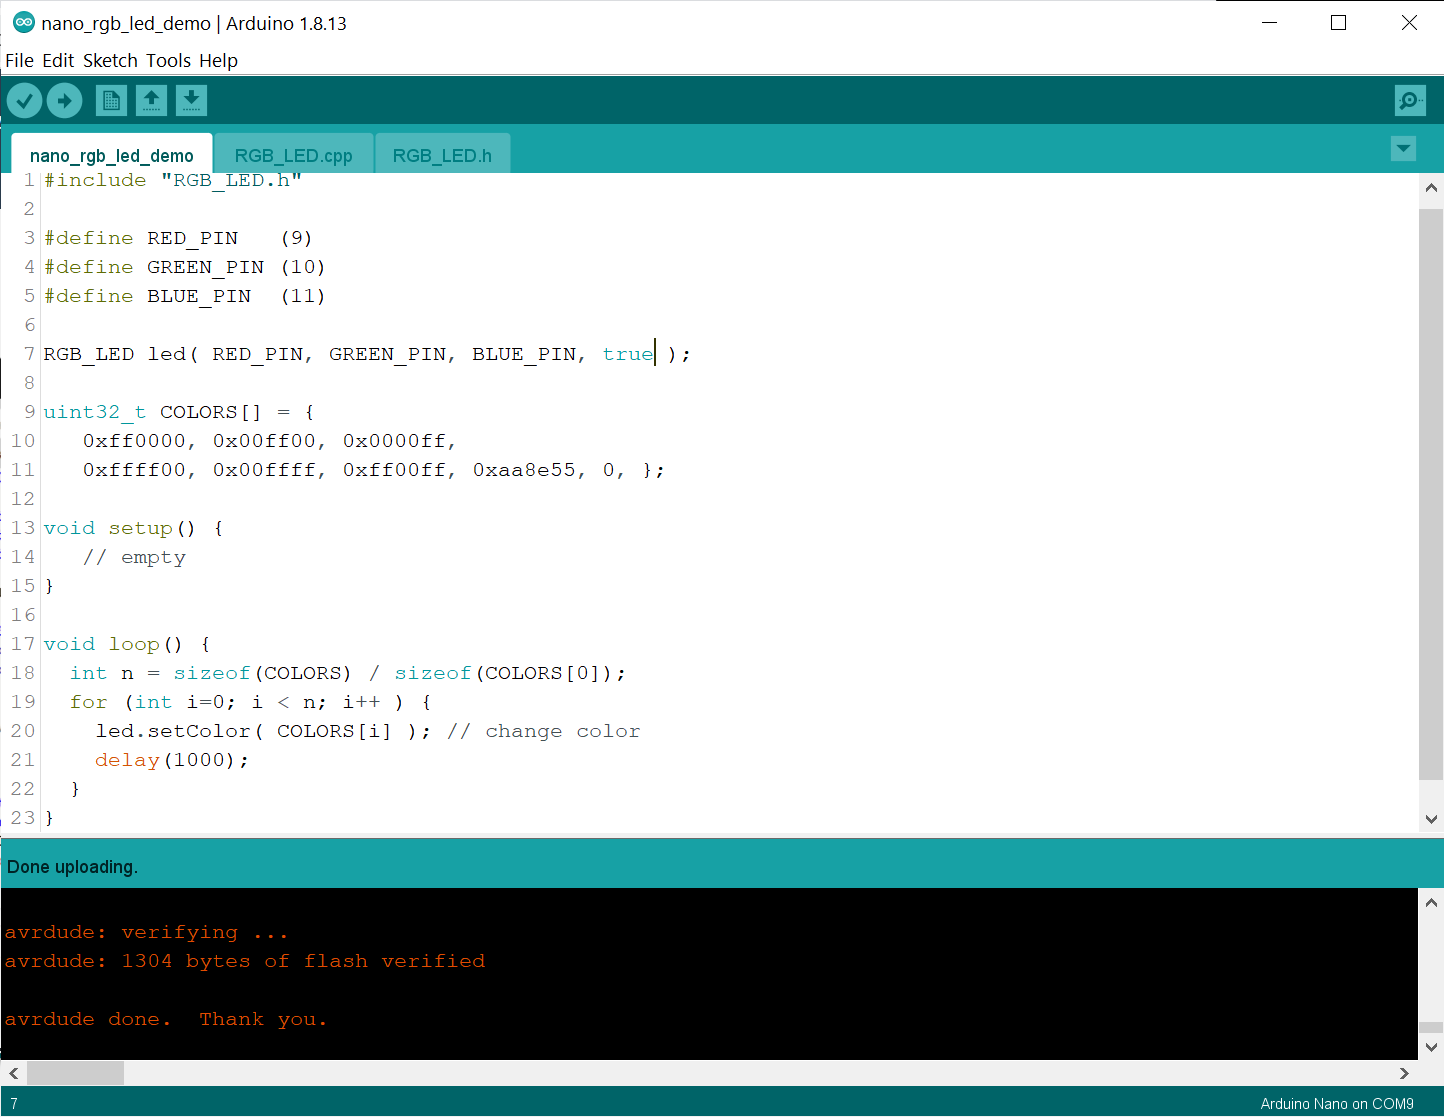 nano_rgb_led_demo | Arduino 1.8.13
File Edit Sketch Tools Help
nano_rgb_led_demo RGB_LED.cpp RGB_LED.h
1 #include "RGB_LED.h"
2
3 #define RED_PIN   (9)
4 #define GREEN_PIN (10)
5 #define BLUE_PIN  (11)
6
7 RGB_LED led( RED_PIN, GREEN_PIN, BLUE_PIN, true );
8
9 uint32_t COLORS[] = {
10    0xff0000, 0x00ff00, 0x0000ff,
11    0xffff00, 0x00ffff, 0xff00ff, 0xaa8e55, 0, };
12
13 void setup() {
14    // empty
15 }
16
17 void loop() {
18   int n = sizeof(COLORS) / sizeof(COLORS[0]);
19   for (int i=0; i < n; i++ ) {
20     led.setColor( COLORS[i] ); // change color
21     delay(1000);
22   }
23 }
Done uploading.
avrdude: verifying ...
avrdude: 1304 bytes of flash verified
avrdude done.  Thank you.
7 Arduino Nano on COM9